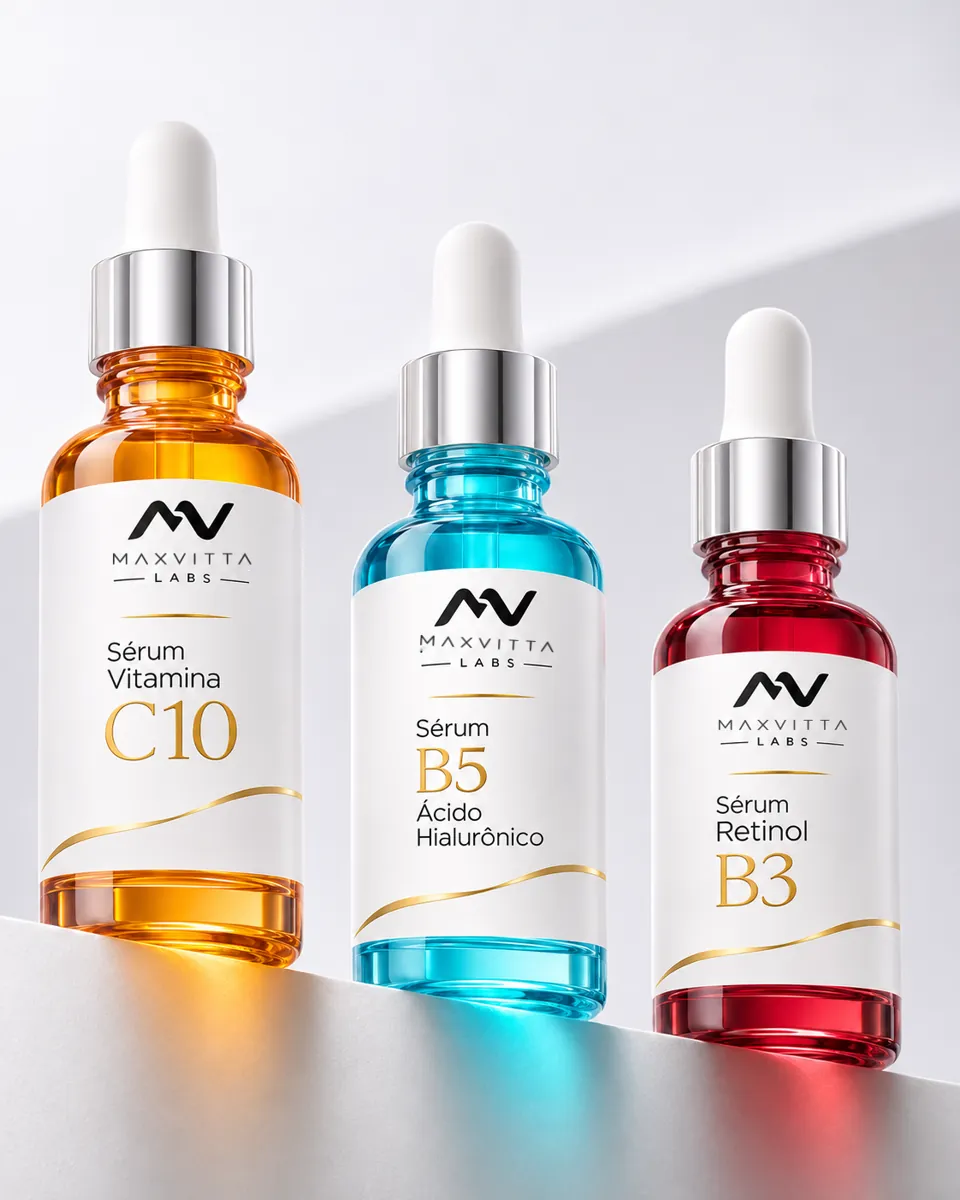 MAXVITTA
LABS
Sérum
Vitamina
C10
MAXVITTA
LABS
Sérum
B5
Ácido
Hialurônico
MAXVITTA
LABS
Sérum
Retinol
B3